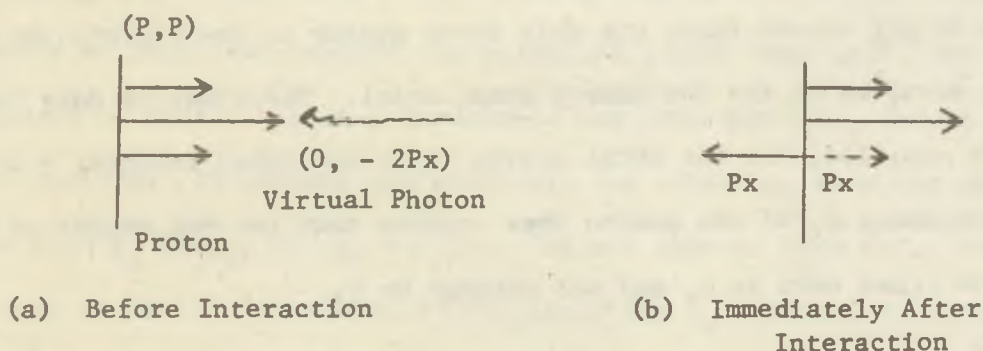 (P,P)
(0, - 2Px)
Virtual Photon
Proton
Px
Px
(a) Before Interaction
(b) Immediately After
Interaction